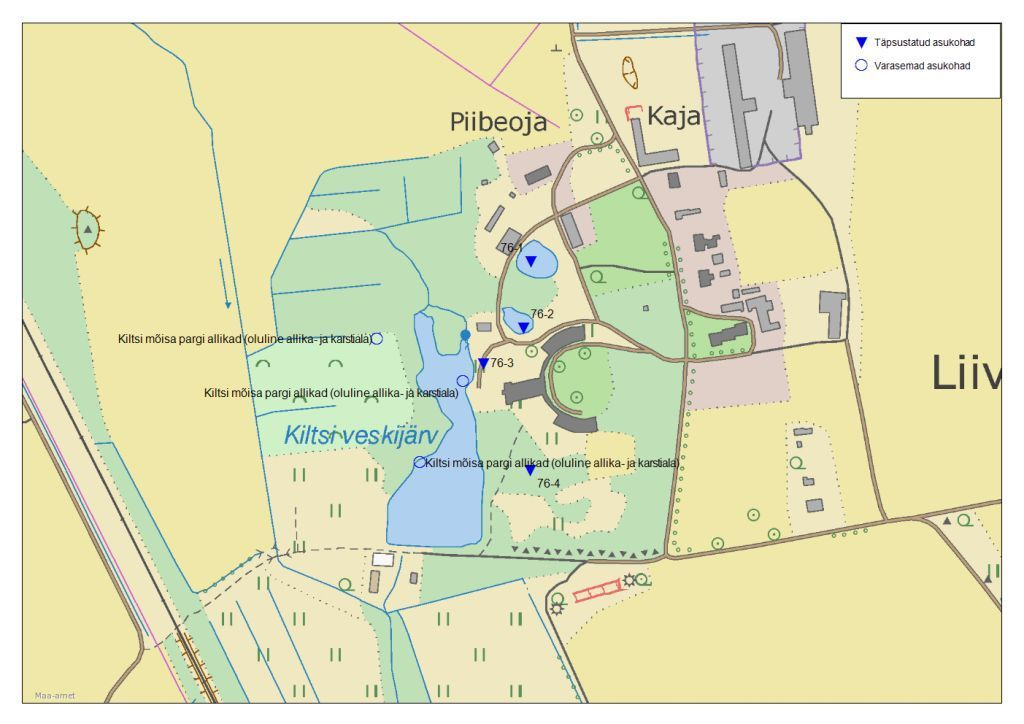 Täpsustatud asukohad
Varasemad asukohad
Piibeoja
Kaja
76-1
76-2
Kiltsi mõisa pargi allikad (oluline allika- ja karstiala)
76-3
Kiltsi mõisa pargi allikad (oluline allika- ja karstiala)
Liiv
Kiltsi veskijärv
Kiltsi mõisa pargi allikad (oluline allika- ja karstiala)
76-4
Maa-amet